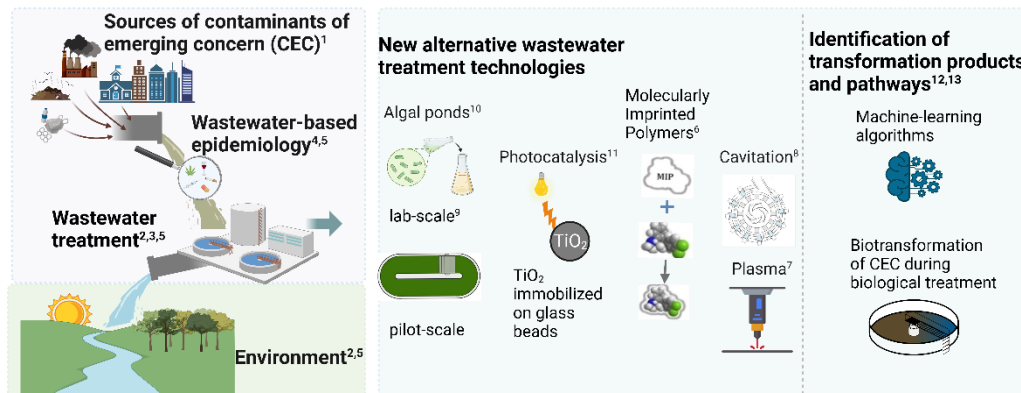 Sources of contaminants of
emerging concern (CEC)¹
Wastewater-based
epidemiology⁴,⁵
Wastewater
treatment²,³,⁵
Environment²,⁵
New alternative wastewater
treatment technologies
Algal ponds¹⁰
lab-scale⁹
pilot-scale
Photocatalysis¹¹
TiO₂
TiO₂
immobilized
on glass
beads
Molecularly
Imprinted
Polymers⁶
MIP
+
Cavitation⁸
Plasma⁷
Identification of
transformation products
and pathways¹²,¹³
Machine-learning
algorithms
Biotransformation
of CEC during
biological treatment